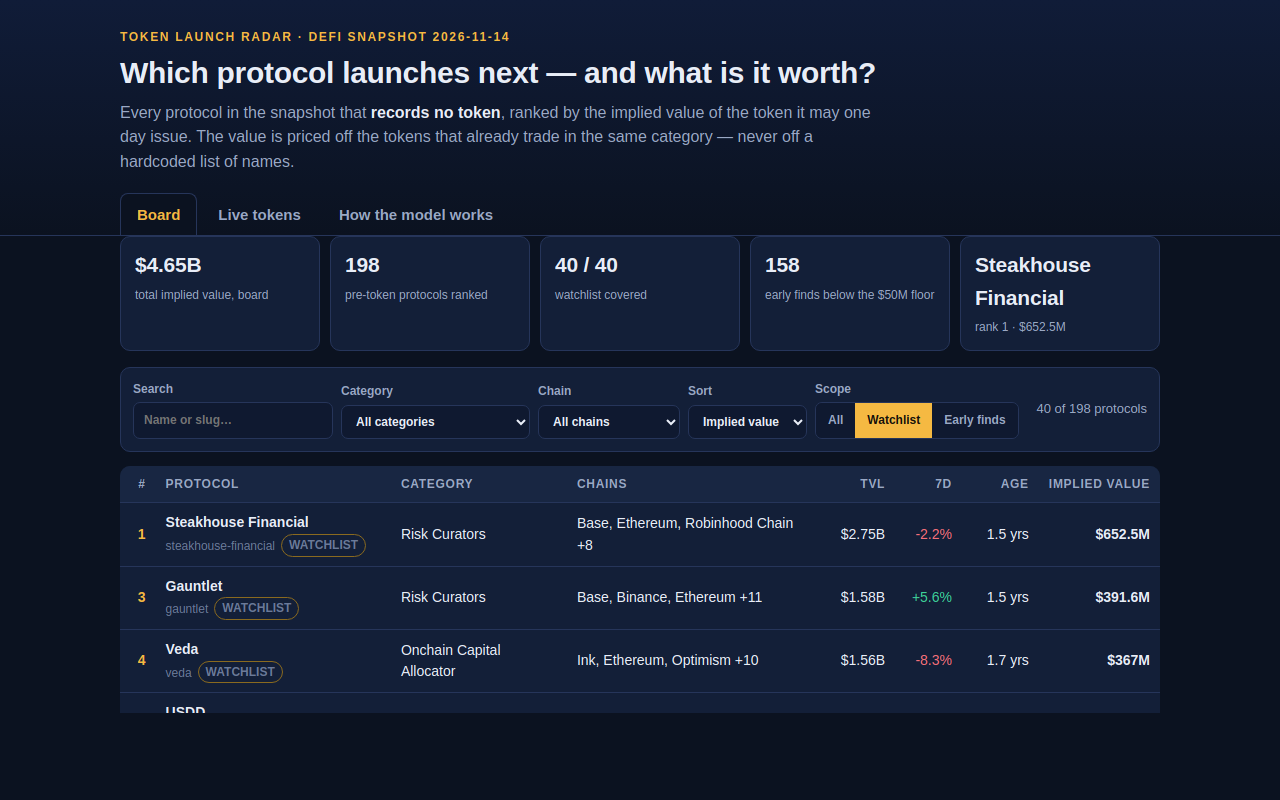 TOKEN LAUNCH RADAR · DEFI SNAPSHOT 2026-11-14
Which protocol launches next — and what is it worth?
Every protocol in the snapshot that records no token, ranked by the implied value of the token it may one
day issue. The value is priced off the tokens that already trade in the same category — never off a
hardcoded list of names.
Board
Live tokens
How the model works
$4.65B
total implied value, board
198
pre-token protocols ranked
40 / 40
watchlist covered
158
early finds below the $50M floor
Steakhouse
Financial
rank 1 · $652.5M
Search
Name or slug…
Category
All categories
Chain
All chains
Sort
Implied value
Scope
All
Watchlist
Early finds
40 of 198 protocols
# PROTOCOL CATEGORY CHAINS TVL 7D AGE IMPLIED VALUE
1 Steakhouse Financial Risk Curators Base, Ethereum, Robinhood Chain $2.75B -2.2% 1.5 yrs $652.5M
steakhouse-financial WATCHLIST +8
3 Gauntlet Risk Curators Base, Binance, Ethereum +11 $1.58B +5.6% 1.5 yrs $391.6M
gauntlet WATCHLIST
4 Veda Onchain Capital Ink, Ethereum, Optimism +10 $1.56B -8.3% 1.7 yrs $367M
veda WATCHLIST Allocator
USDD